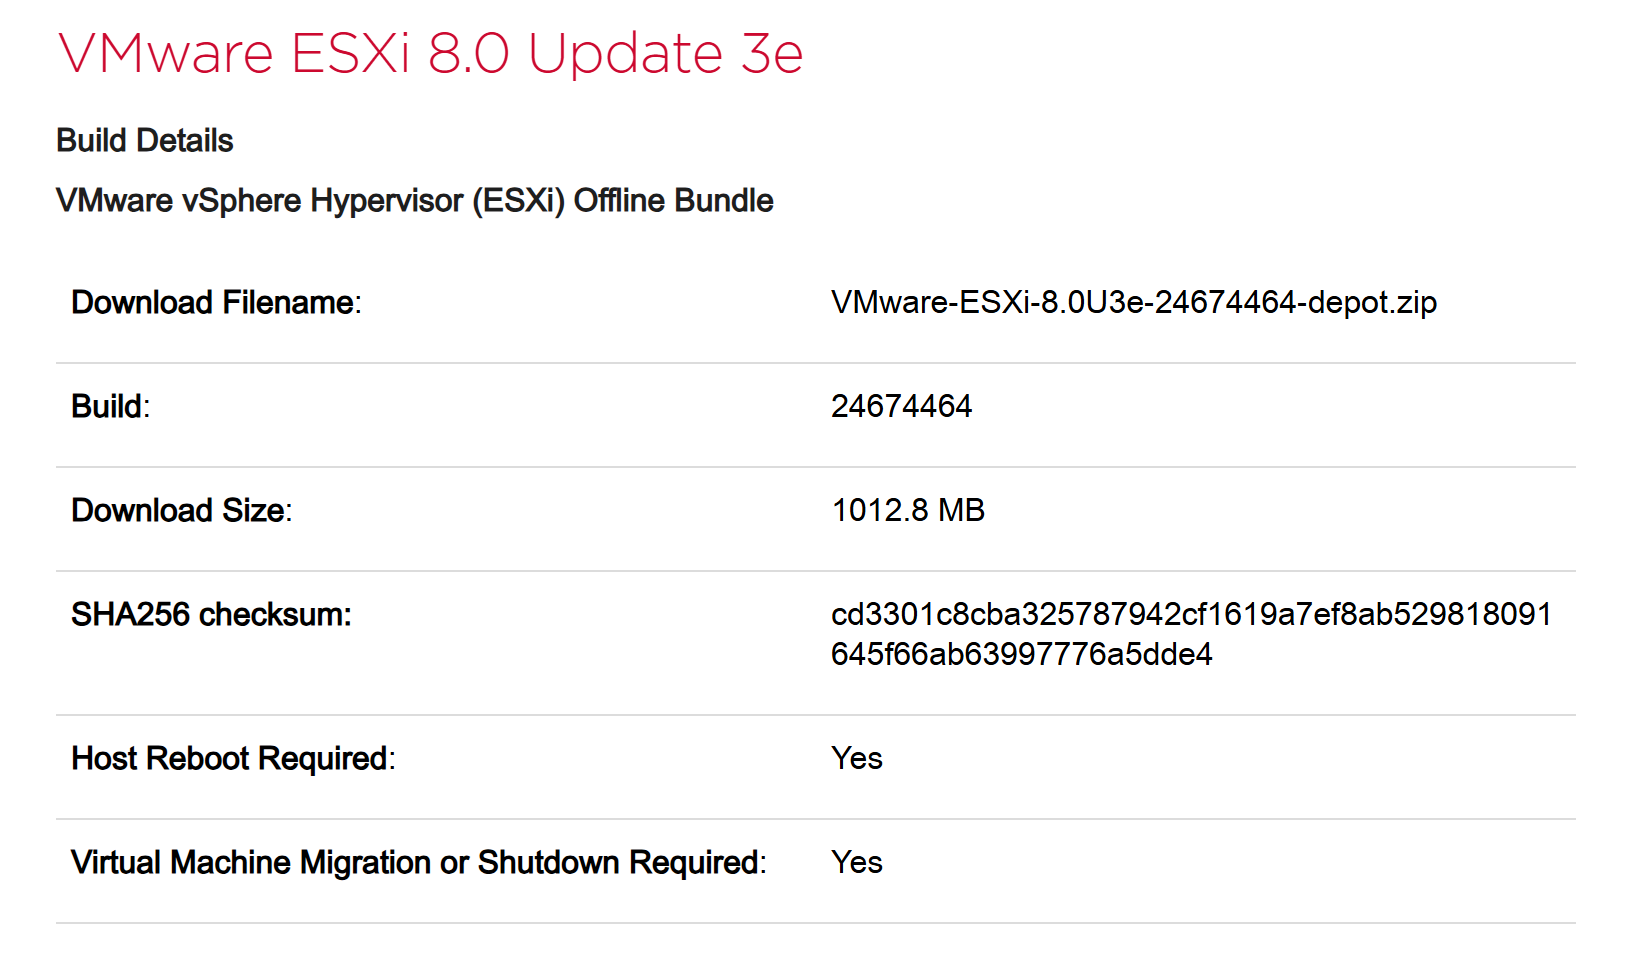 VMware ESXi 8.0 Update 3e
Build Details
VMware vSphere Hypervisor (ESXi) Offline Bundle
Download Filename: VMware-ESXi-8.0U3e-24674464-depot.zip
Build: 24674464
Download Size: 1012.8 MB
SHA256 checksum: cd3301c8cba325787942cf1619a7ef8ab529818091
645f66ab63997776a5dde4
Host Reboot Required: Yes
Virtual Machine Migration or Shutdown Required: Yes